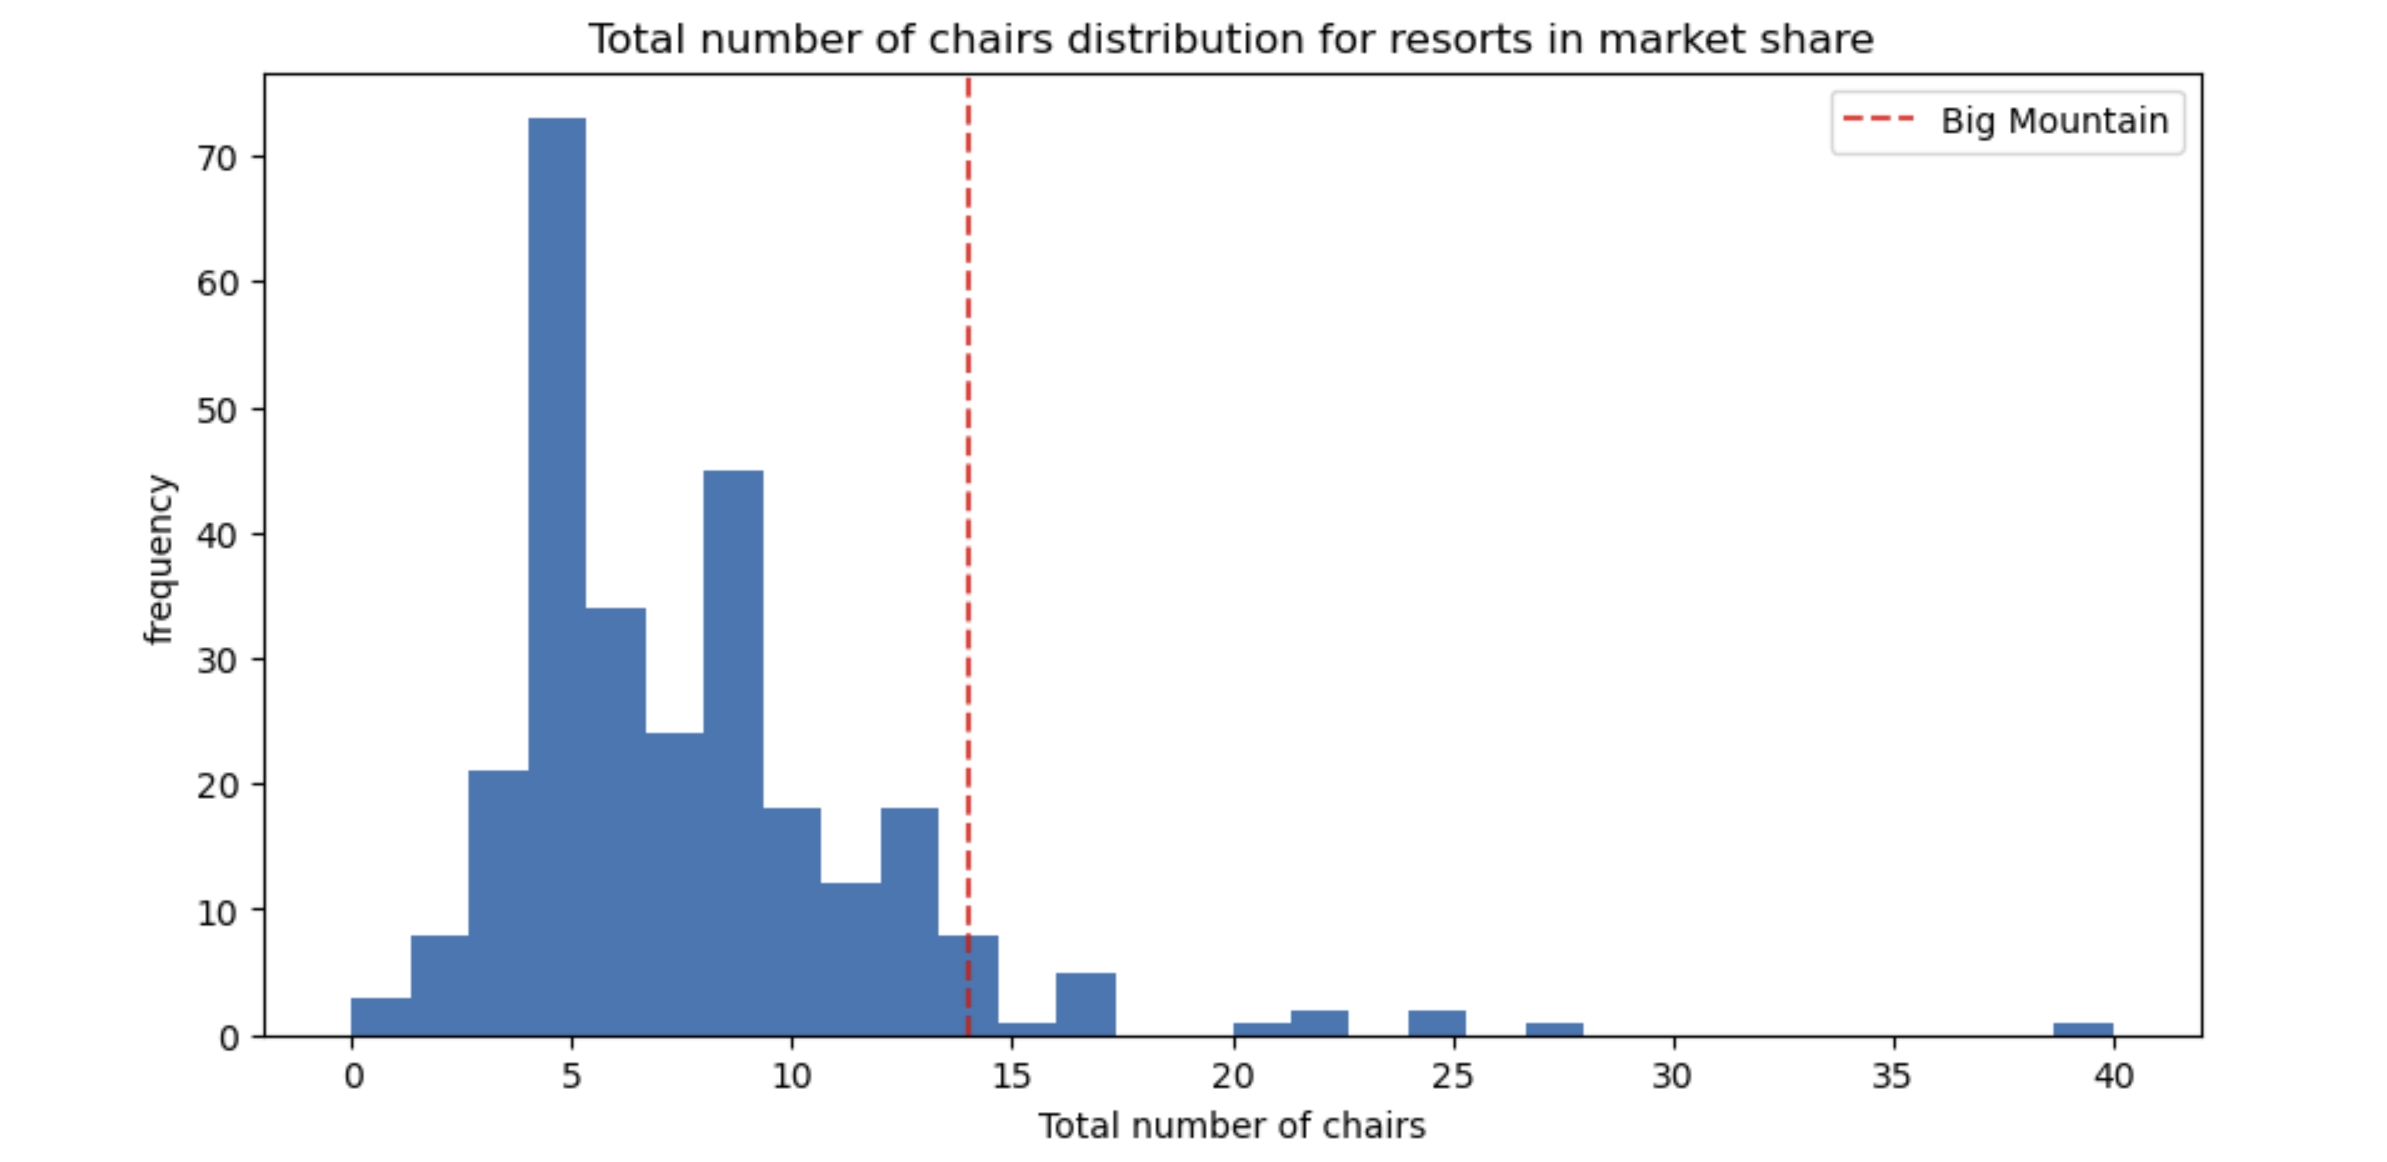 Total number of chairs distribution for resorts in market share
Big Mountain
70
60
50
40
30
20
10
0
frequency
0 5 10 15 20 25 30 35 40
Total number of chairs